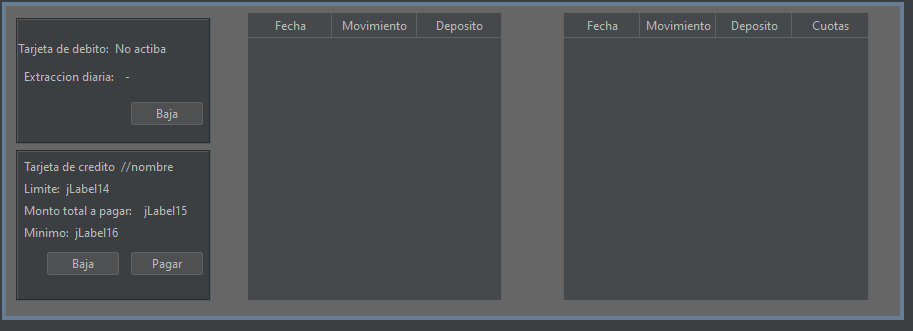 Tarjeta de debito: No actiba
Extraccion diaria: -
Baja
Tarjeta de credito //nombre
Limite: jLabel14
Monto total a pagar: jLabel15
Minimo: jLabel16
Baja Pagar
Fecha Movimiento Deposito
Fecha Movimiento Deposito Cuotas